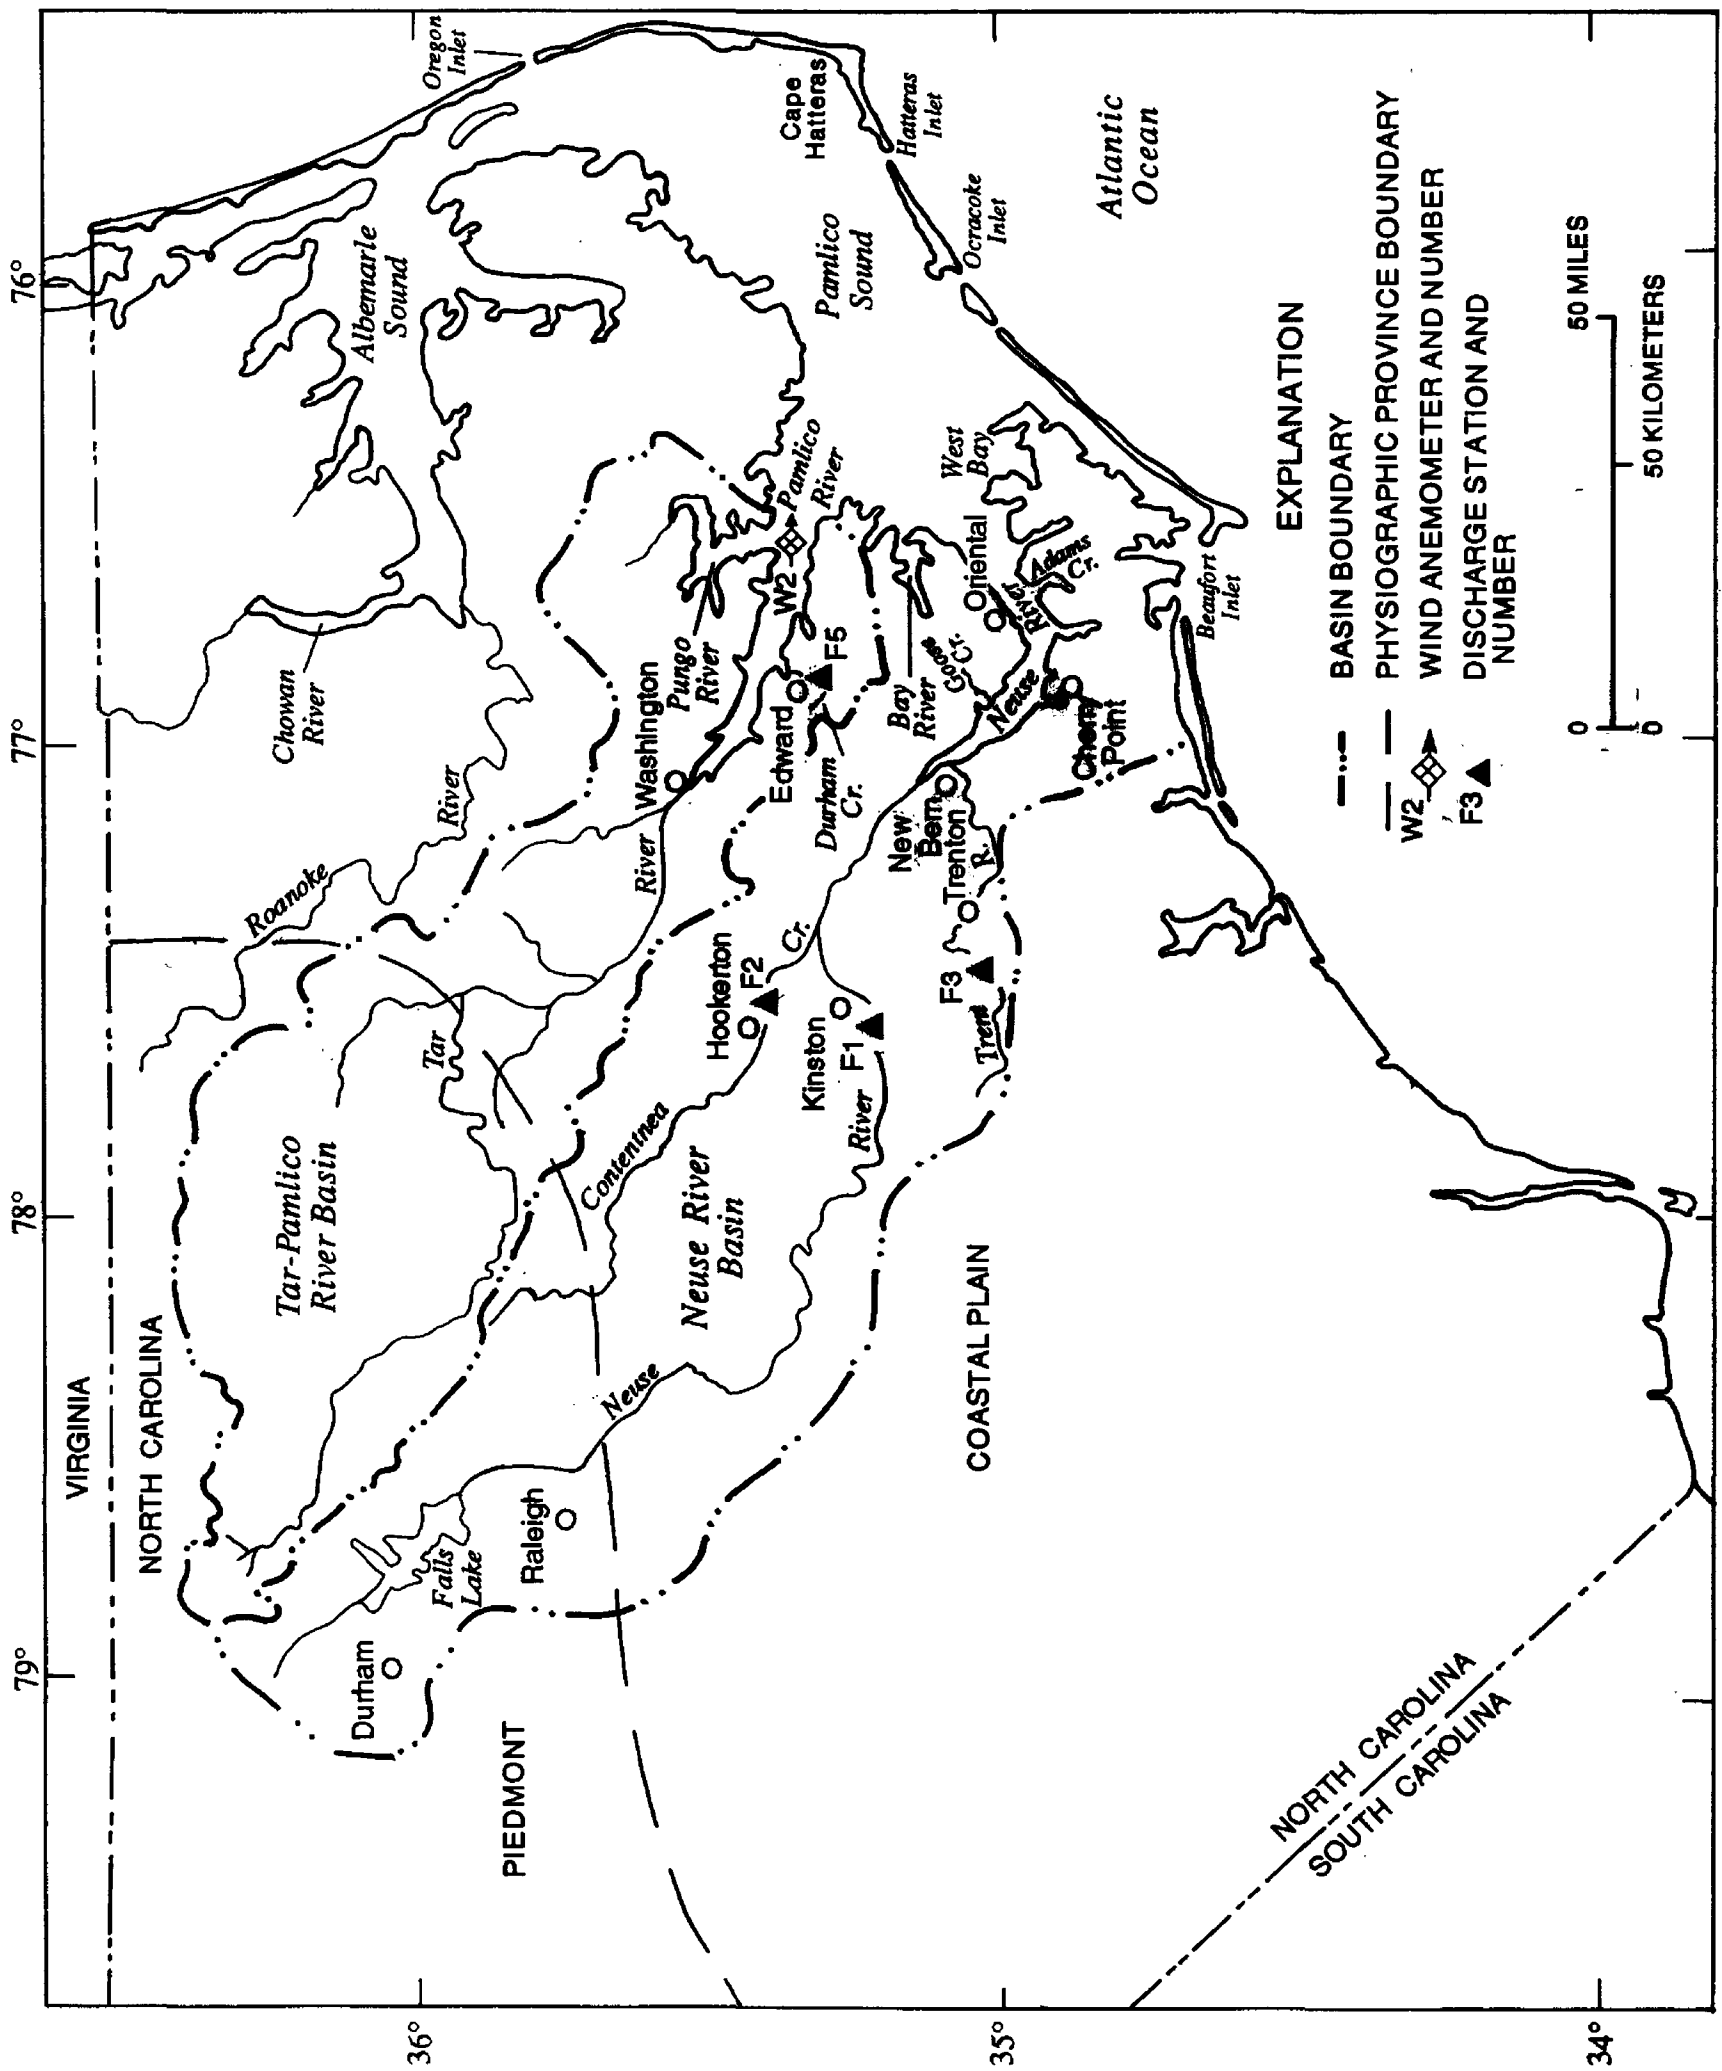 79°
78°
77°
76°
36°
35°
34°
VIRGINIA
NORTH CAROLINA
Tar-Pamlico
River Basin
Roanoke
River
Chowan
River
Albemarle
Sound
Oregon
Inlet
Durham
Falls
Lake
Raleigh
Neuse
Contentnea
Cr.
Tar
River
Washington
Pungo
River
PIEDMONT
Neuse River
Basin
Hookerton
F2
Edward
F5
W2
Pamlico
River
Pamlico
Sound
Cape
Hatteras
Hatteras
Inlet
Kinston
F1
River
Durham
Cr.
Bay
River
Goose
Cr.
New
Bern
Neuse
River
Oriental
West
Bay
Ocracoke
Inlet
Atlantic
Ocean
COASTAL PLAIN
Trent
F3
Trenton
R.
Cherry
Point
Adams
Cr.
Beaufort
Inlet
NORTH CAROLINA
SOUTH CAROLINA
EXPLANATION
BASIN BOUNDARY
PHYSIOGRAPHIC PROVINCE BOUNDARY
W2 WIND ANEMOMETER AND NUMBER
F3 DISCHARGE STATION AND
NUMBER
0 50 MILES
0 50 KILOMETERS